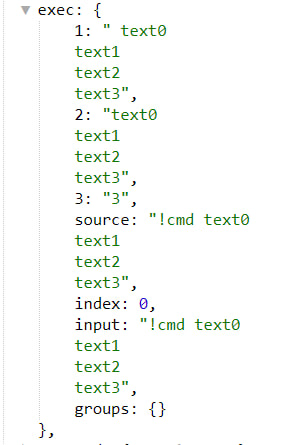 exec: {
1: " text0
text1
text2
text3",
2: "text0
text1
text2
text3",
3: "3",
source: "!cmd text0
text1
text2
text3",
index: 0,
input: "!cmd text0
text1
text2
text3",
groups: {}
},